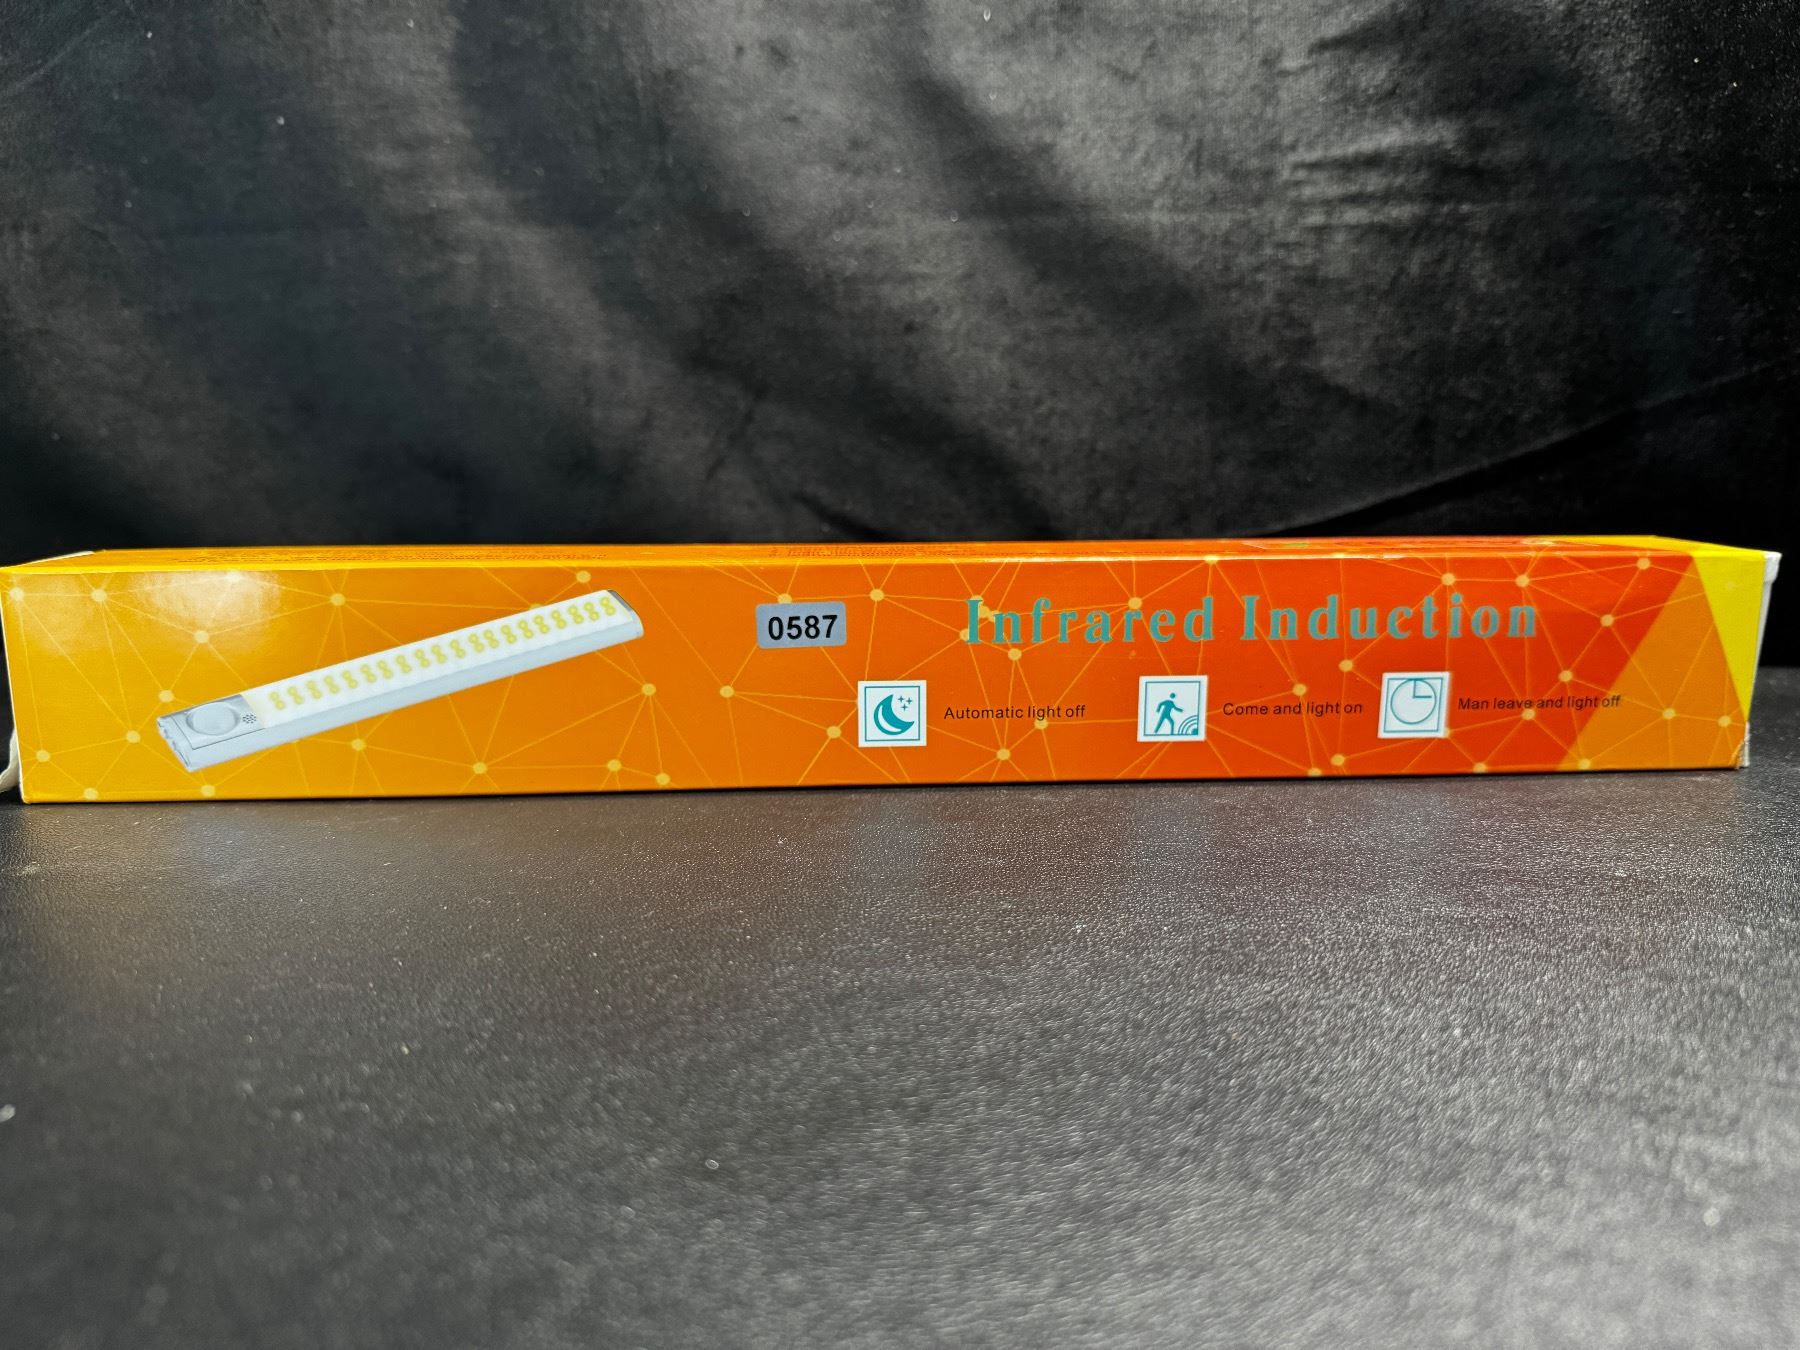 0587
Infrared Induction
Automatic light off
Come and light on
Man leave and light off